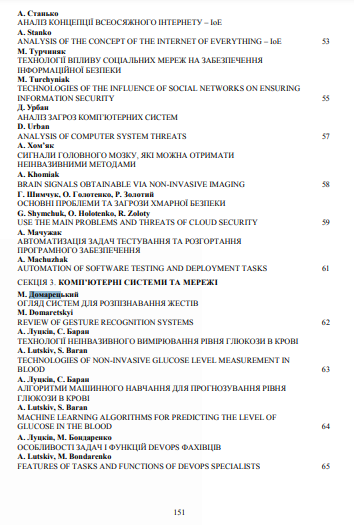 А. Станько
АНАЛІЗ КОНЦЕПЦІЇ ВСЕОСЯЖНОГО ІНТЕРНЕТУ – IoE
A. Stanko
ANALYSIS OF THE CONCEPT OF THE INTERNET OF EVERYTHING – IoE 53
М. Турчиняк
ТЕХНОЛОГІЇ ВПЛИВУ СОЦІАЛЬНИХ МЕРЕЖ НА ЗАБЕЗПЕЧЕННЯ
ІНФОРМАЦІЙНОЇ БЕЗПЕКИ
M. Turchyniak
TECHNOLOGIES OF THE INFLUENCE OF SOCIAL NETWORKS ON ENSURING
INFORMATION SECURITY 55
Д. Урбан
АНАЛІЗ ЗАГРОЗ КОМП'ЮТЕРНИХ СИСТЕМ
D. Urban
ANALYSIS OF COMPUTER SYSTEM THREATS 57
А. Хом'як
СИГНАЛИ ГОЛОВНОГО МОЗКУ, ЯКІ МОЖНА ОТРИМАТИ
НЕІНВАЗИВНИМИ МЕТОДАМИ
A. Khomiak
BRAIN SIGNALS OBTAINABLE VIA NON-INVASIVE IMAGING 58
Г. Шимчук, О. Голотенко, Р. Золотий
ОСНОВНІ ПРОБЛЕМИ ТА ЗАГРОЗИ ХМАРНОЇ БЕЗПЕКИ
G. Shymchuk, O. Holotenko, R. Zoloty
USE THE MAIN PROBLEMS AND THREATS OF CLOUD SECURITY 59
А. Мачужак
АВТОМАТИЗАЦІЯ ЗАДАЧ ТЕСТУВАННЯ ТА РОЗГОРТАННЯ
ПРОГРАМНОГО ЗАБЕЗПЕЧЕННЯ
A. Machuzhak
AUTOMATION OF SOFTWARE TESTING AND DEPLOYMENT TASKS 61
СЕКЦІЯ 3. КОМП'ЮТЕРНІ СИСТЕМИ ТА МЕРЕЖІ
М. Домарецький
ОГЛЯД СИСТЕМ ДЛЯ РОЗПІЗНАВАННЯ ЖЕСТІВ
M. Domaretskyi
REVIEW OF GESTURE RECOGNITION SYSTEMS 62
А. Луцків, С. Баран
ТЕХНОЛОГІЇ НЕІНВАЗИВНОГО ВИМІРЮВАННЯ РІВНЯ ГЛЮКОЗИ В КРОВІ
A. Lutskiv, S. Baran
TECHNOLOGIES OF NON-INVASIVE GLUCOSE LEVEL MEASUREMENT IN
BLOOD 63
А. Луцків, С. Баран
АЛГОРИТМИ МАШИННОГО НАВЧАННЯ ДЛЯ ПРОГНОЗУВАННЯ РІВНЯ
ГЛЮКОЗИ В КРОВІ
A. Lutskiv, S. Baran
MACHINE LEARNING ALGORITHMS FOR PREDICTING THE LEVEL OF
GLUCOSE IN THE BLOOD 64
А. Луцків, М. Бондаренко
ОСОБЛИВОСТІ ЗАДАЧ І ФУНКЦІЙ DEVOPS ФАХІВЦІВ
A. Lutskiv, M. Bondarenko
FEATURES OF TASKS AND FUNCTIONS OF DEVOPS SPECIALISTS 65
151